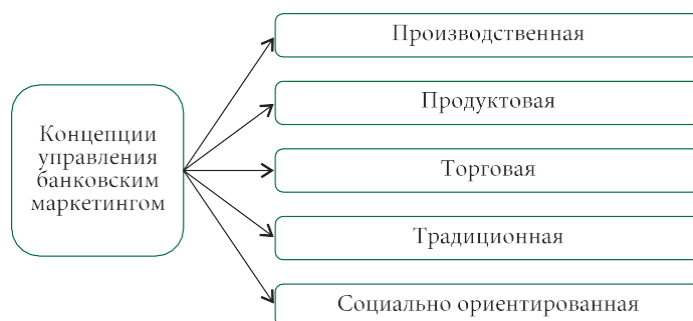 Концепции
управления
банковским
маркетингом
Производственная
Продуктовая
Торговая
Традиционная
Социально ориентированная